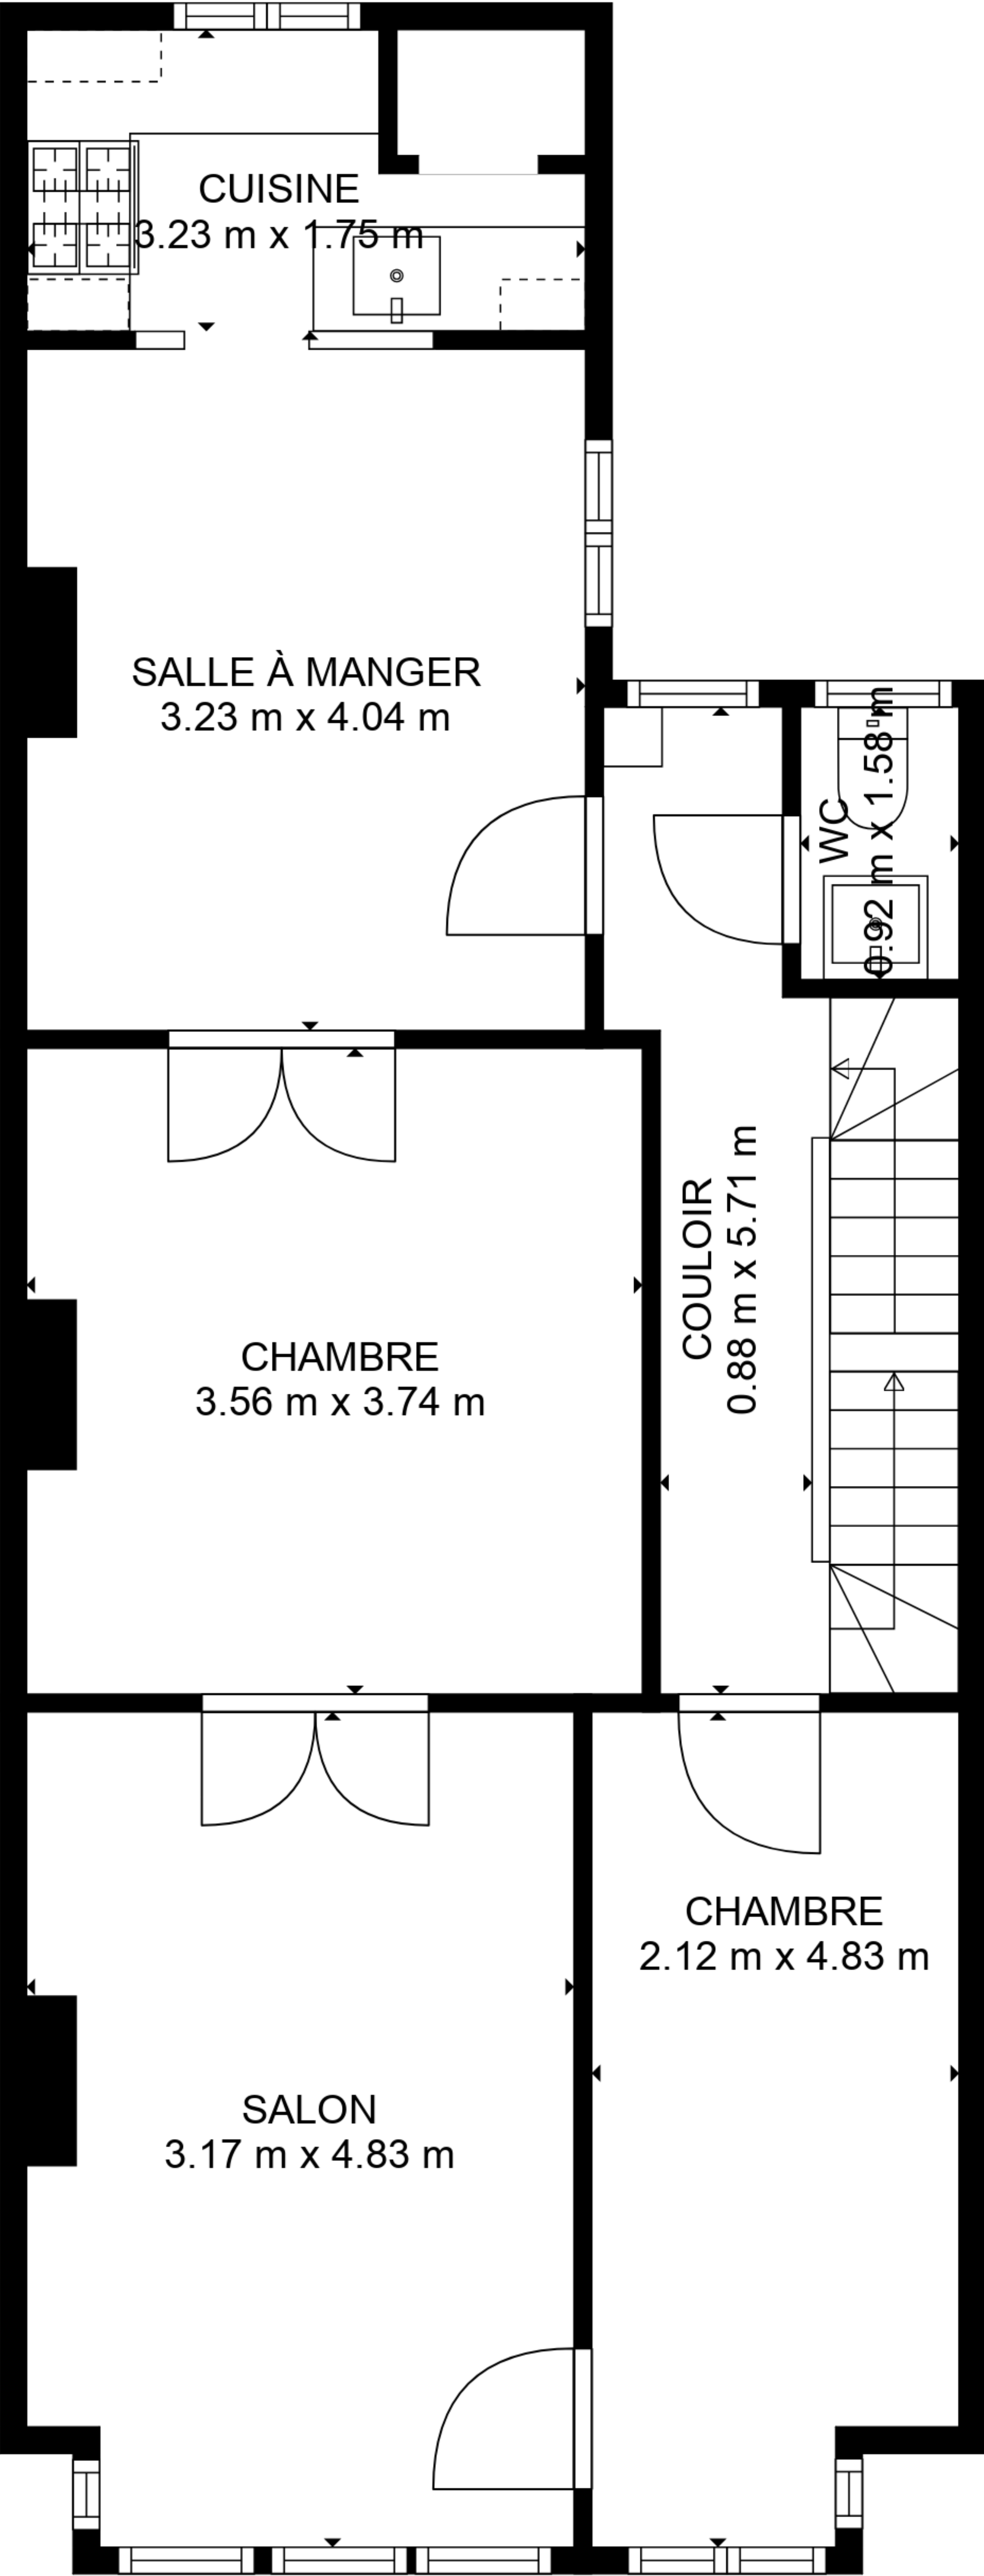 CUISINE
3.23 m x 1.75 m
SALLE À MANGER
3.23 m x 4.04 m
WC
0.92 m x 1.58 m
COULOIR
0.88 m x 5.71 m
CHAMBRE
3.56 m x 3.74 m
CHAMBRE
2.12 m x 4.83 m
SALON
3.17 m x 4.83 m